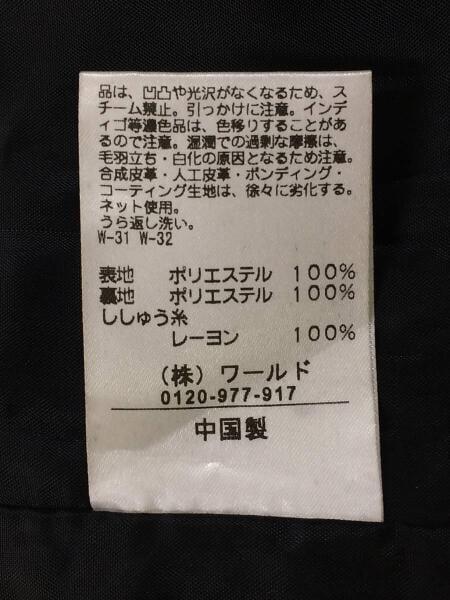 品は、凹凸や光沢がなくなるため、ス
チーム禁止。引っかけに注意。インデ
ィゴ等濃色品は、色移りすることがあ
るので注意。湿潤での過剰な摩擦は、
毛羽立ち・白化の原因となるため注意。
合成皮革・人工皮革・ボンディング・
コーティング生地は、徐々に劣化する。
ネット使用。
うら返し洗い。
W-31 W-32
表地 ポリエステル 100%
裏地 ポリエステル 100%
ししゅう糸
レーヨン 100%
(株) ワールド
0120-977-917
中国製